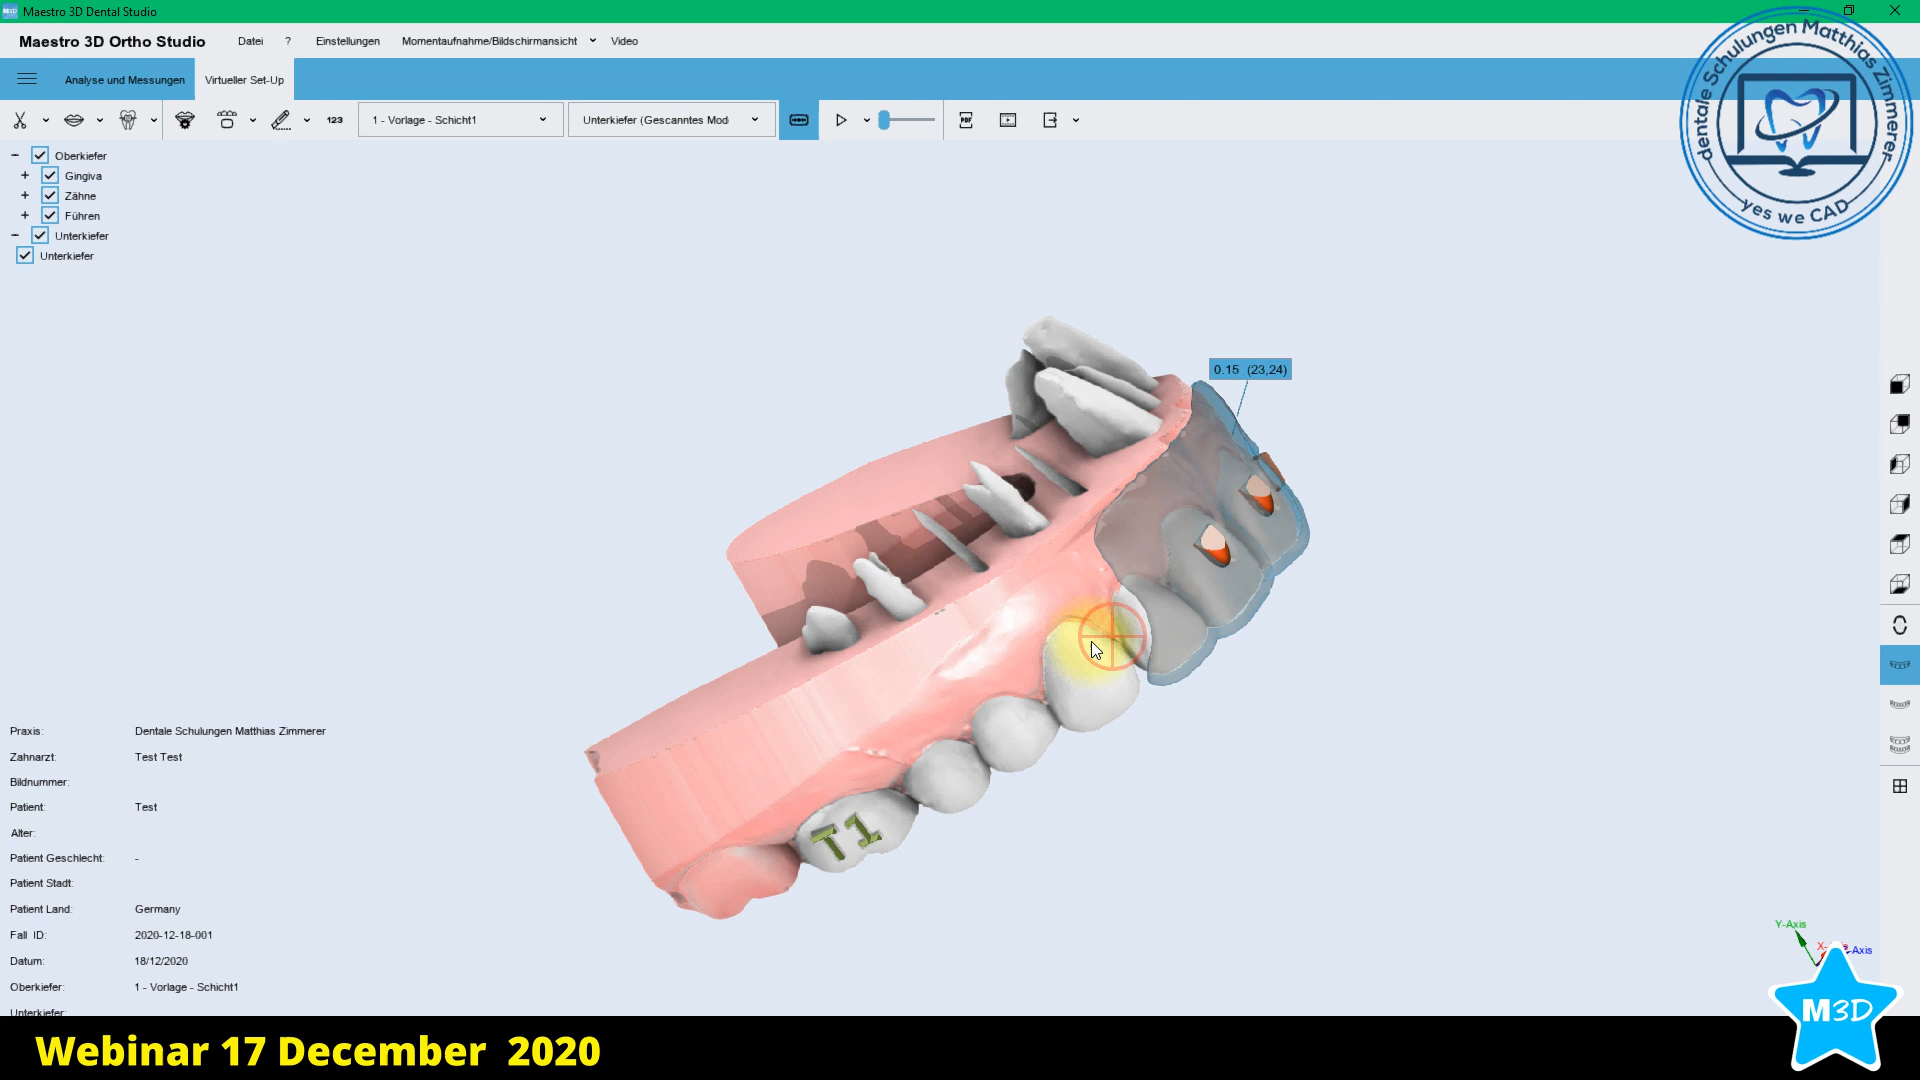 Maestro 3D Dental Studio
Maestro 3D Ortho Studio Datei ? Einstellungen Momentaufnahme/Bildschirmansicht Video
Analyse und Messungen Virtueller Set-Up
123 1 - Vorlage - Schicht1 Unterkiefer (Gescanntes Mod PDF
dentale Schulungen Matthias Zimmerer
yes we CAD
Oberkiefer
Gingiva
Zähne
Führen
Unterkiefer
Unterkiefer
0.15 (23,24)
T1
Praxis: Dentale Schulungen Matthias Zimmerer
Zahnarzt: Test Test
Bildnummer:
Patient: Test
Alter:
Patient Geschlecht: -
Patient Stadt:
Patient Land: Germany
Fall ID: 2020-12-18-001
Datum: 18/12/2020
Oberkiefer: 1 - Vorlage - Schicht1
Unterkiefer:
Y-Axis
Axis
M3D
Webinar 17 December 2020